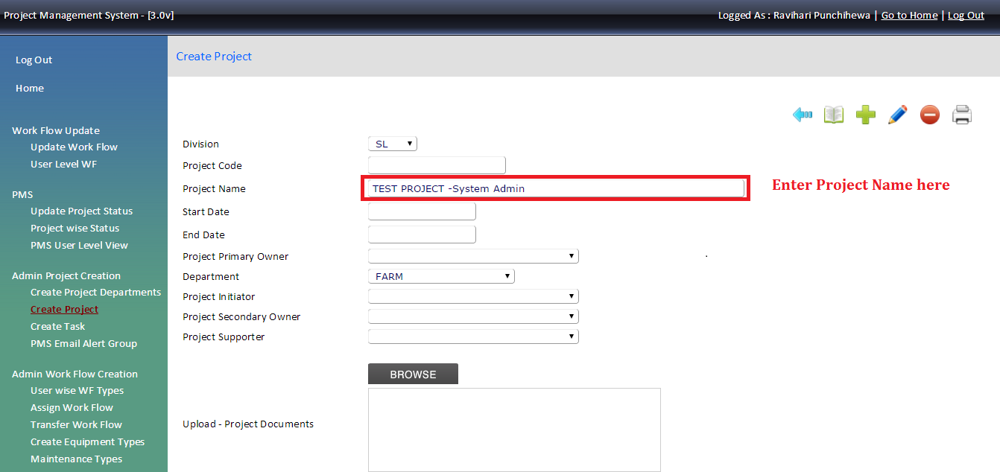 Project Management System - [3.0v]
Logged As : Ravihari Punchihewa | Go to Home | Log Out
Log Out
Home
Work Flow Update
Update Work Flow
User Level WF
PMS
Update Project Status
Project wise Status
PMS User Level View
Admin Project Creation
Create Project Departments
Create Project
Create Task
PMS Email Alert Group
Admin Work Flow Creation
User wise WF Types
Assign Work Flow
Transfer Work Flow
Create Equipment Types
Maintenance Types
Create Project
Division SL
Project Code
Project Name TEST PROJECT -System Admin
Enter Project Name here
Start Date
End Date
Project Primary Owner
Department FARM
Project Initiator
Project Secondary Owner
Project Supporter
BROWSE
Upload - Project Documents